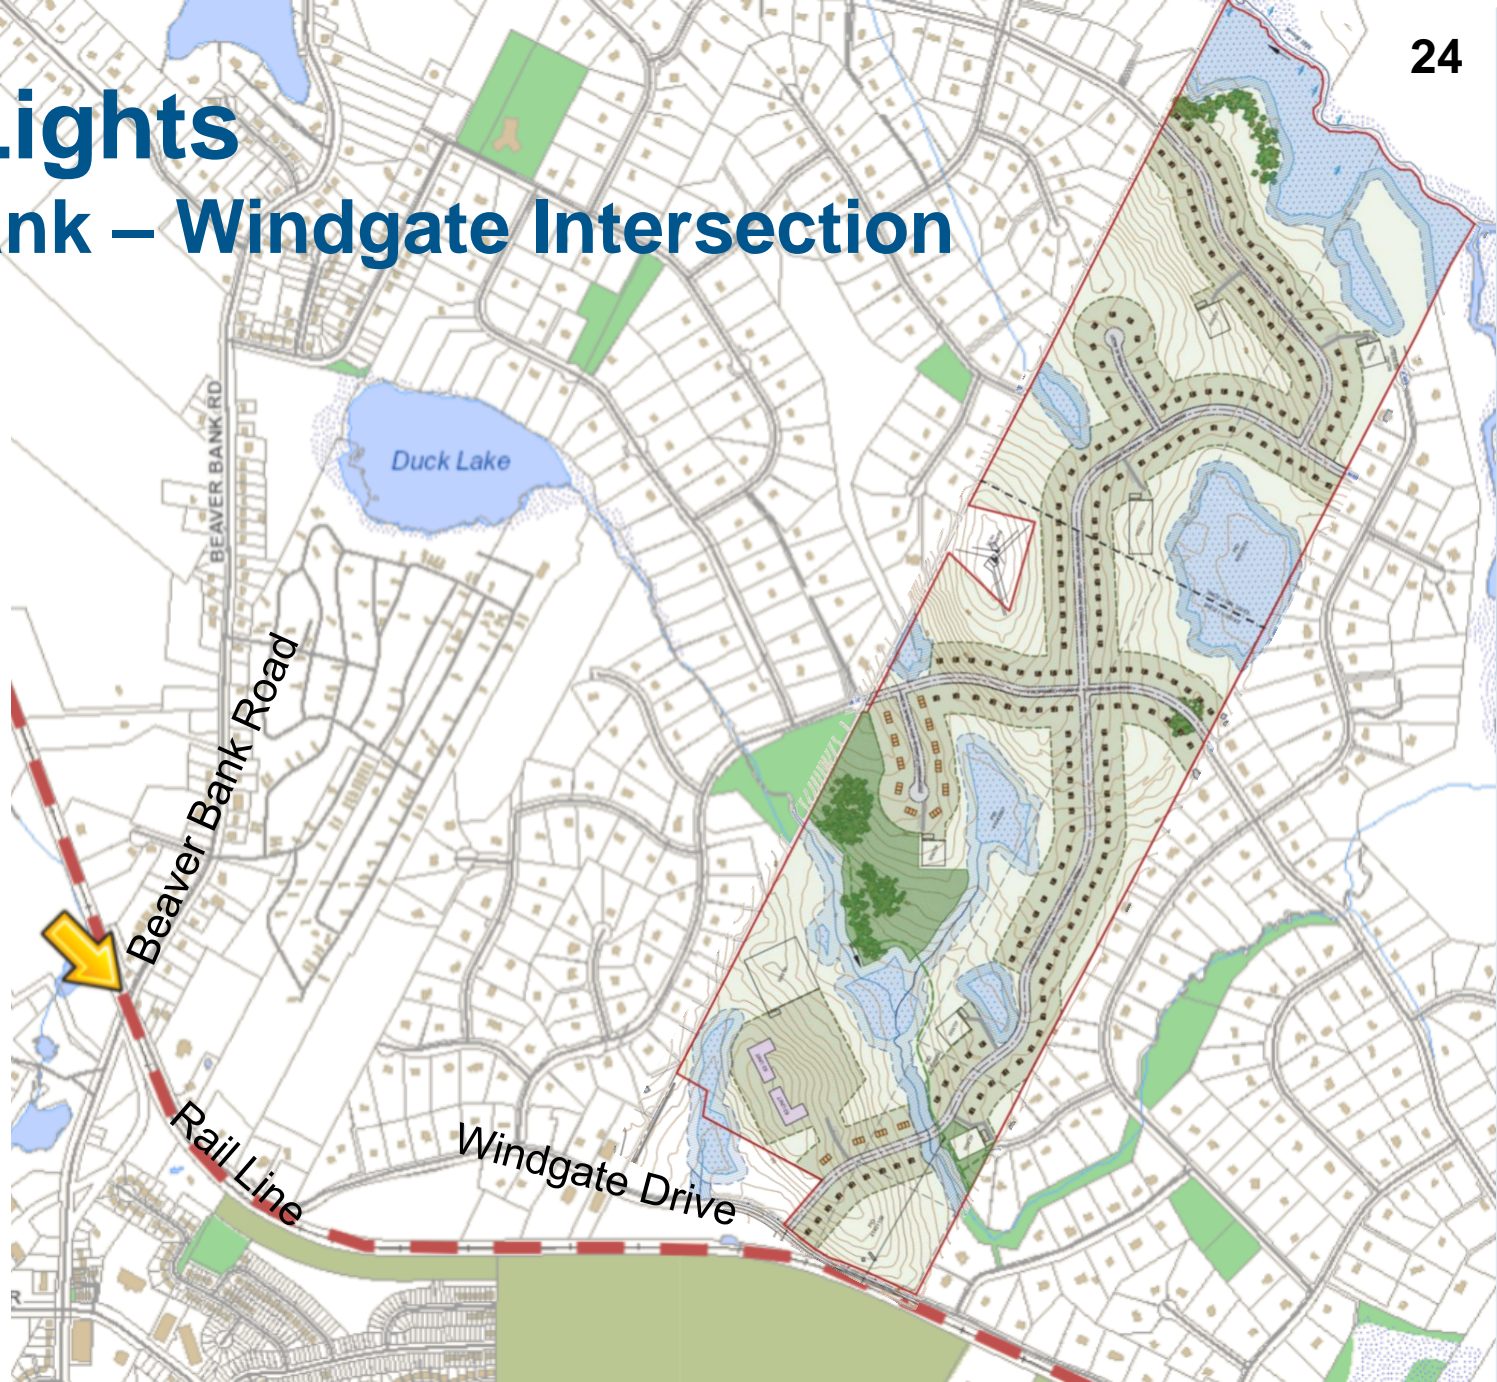 24
Lights
nk – Windgate Intersection
BEAVER BANK RD
Duck Lake
Beaver Bank Road
Rail Line
Windgate Drive
R